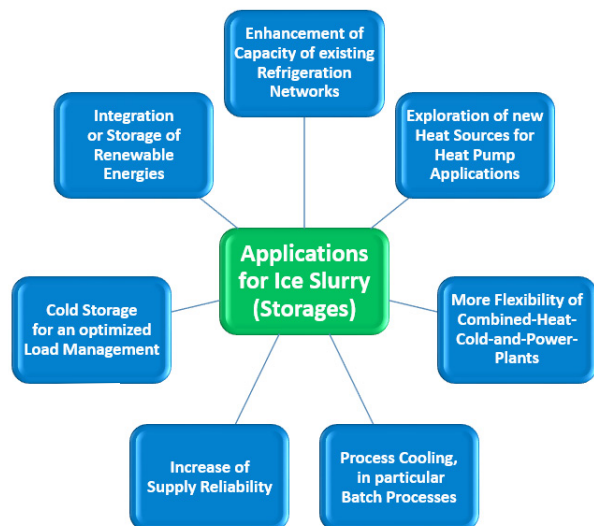 Enhancement of
Capacity of existing
Refrigeration
Networks
Integration
or Storage of
Renewable
Energies
Exploration of new
Heat Sources for
Heat Pump
Applications
Applications
for Ice Slurry
(Storages)
Cold Storage
for an optimized
Load Management
More Flexibility of
Combined-Heat-
Cold-and-Power-
Plants
Increase of
Supply Reliability
Process Cooling,
in particular
Batch Processes